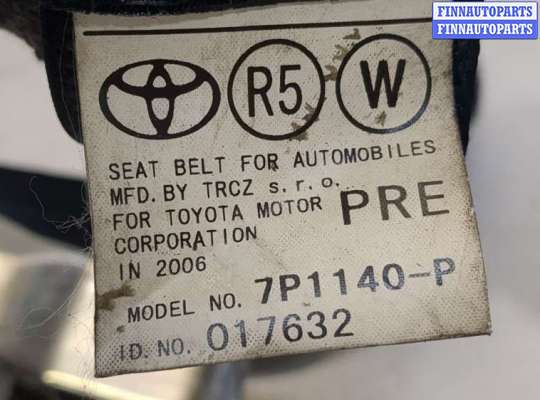 FINNAUTOPARTS
FINNAUTOPARTS
R5 W
SEAT BELT FOR AUTOMOBILES
MFD. BY TRCZ s. r. o.
FOR TOYOTA MOTOR PRE
CORPORATION
IN 2006
MODEL NO. 7P1140-P
ID. NO. 017632